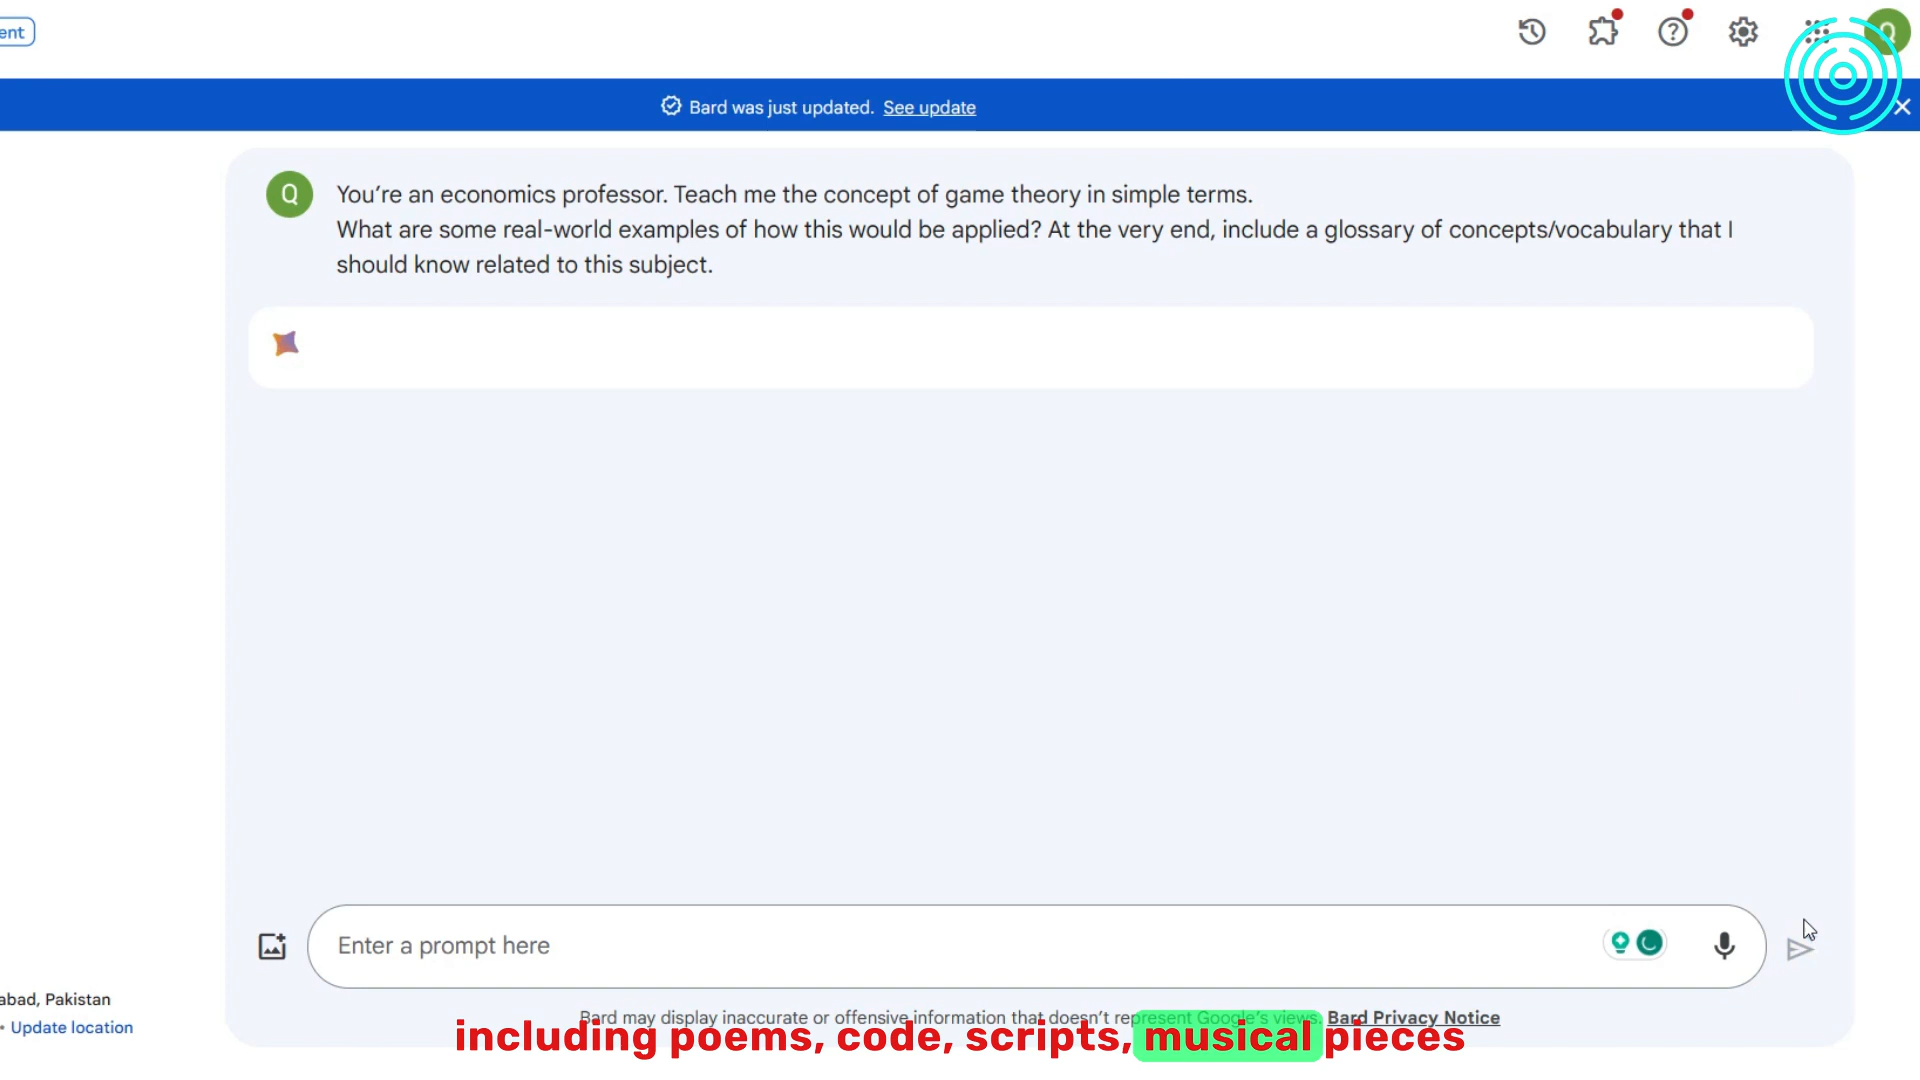 ent
Q
Bard was just updated. See update
Q
You're an economics professor. Teach me the concept of game theory in simple terms.
What are some real-world examples of how this would be applied? At the very end, include a glossary of concepts/vocabulary that I
should know related to this subject.
Enter a prompt here
abad, Pakistan
• Update location
Bard may display inaccurate or offensive information that doesn't represent Google's views. Bard Privacy Notice
including poems, code, scripts, musical pieces